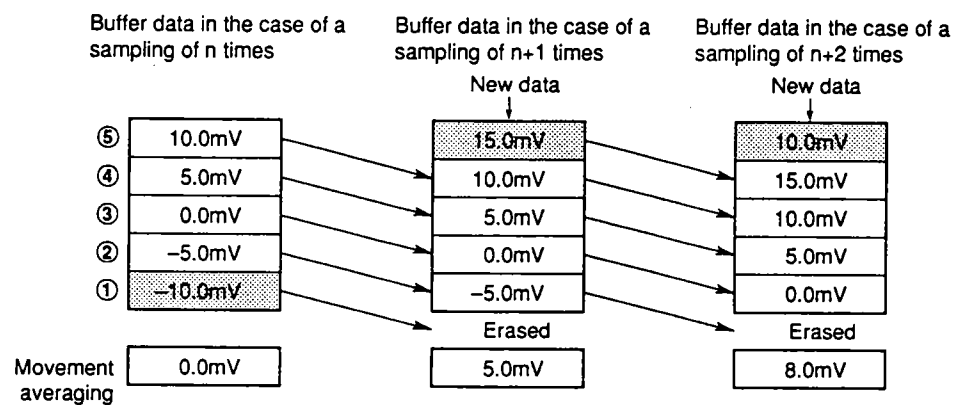 Buffer data in the case of a
sampling of n times
Buffer data in the case of a
sampling of n+1 times
Buffer data in the case of a
sampling of n+2 times
New data
New data
⑤ 10.0mV
④ 5.0mV
③ 0.0mV
② –5.0mV
① –10.0mV
15.0mV
10.0mV
5.0mV
0.0mV
–5.0mV
Erased
10.0mV
15.0mV
10.0mV
5.0mV
0.0mV
Erased
Movement
averaging
0.0mV
5.0mV
8.0mV